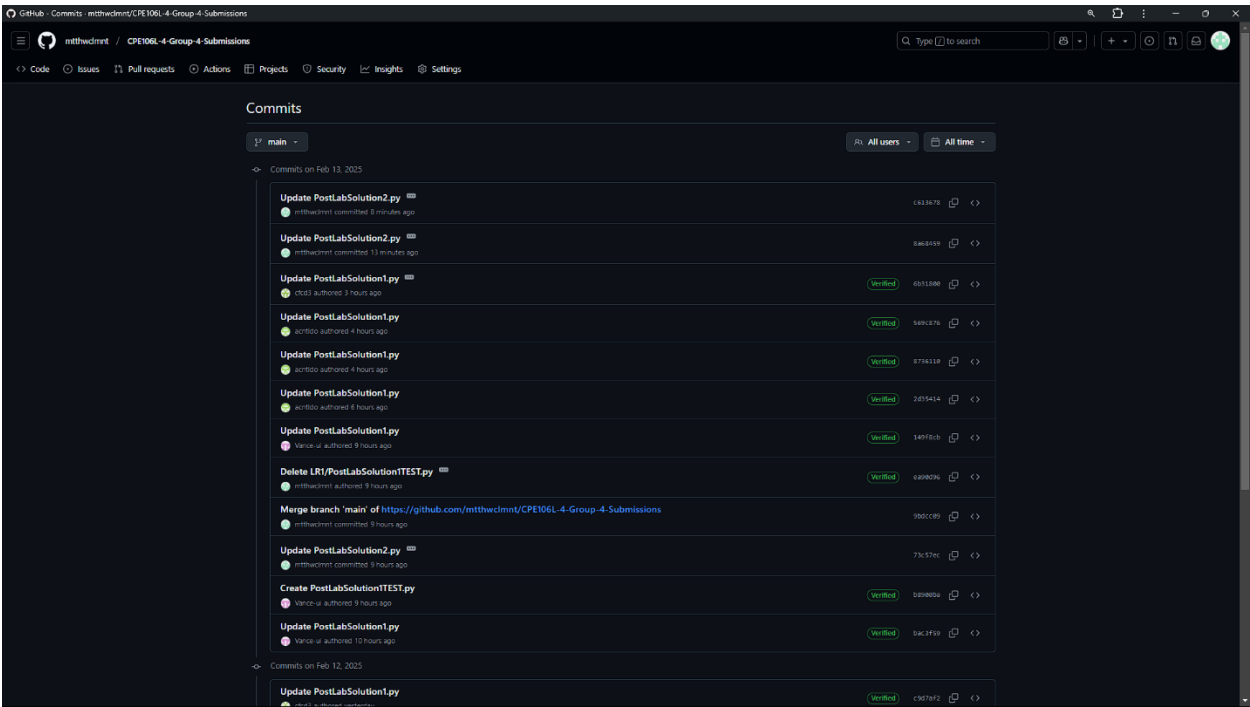 GitHub - Commits · mtthwclmnt/CPE106L-4-Group-4-Submissions
mtthwclmnt / CPE106L-4-Group-4-Submissions
Type / to search
Code Issues Pull requests Actions Projects Security Insights Settings
Commits
main
All users All time
Commits on Feb 13, 2025
Update PostLabSolution2.py
c613678
mtthwclmnt committed 8 minutes ago
Update PostLabSolution2.py
8a68459
mtthwclmnt committed 13 minutes ago
Update PostLabSolution1.py
Verified 6b31800
cfcd3 authored 3 hours ago
Update PostLabSolution1.py
Verified 569c876
acntido authored 4 hours ago
Update PostLabSolution1.py
Verified 8736110
acntido authored 4 hours ago
Update PostLabSolution1.py
Verified 2d35414
acntido authored 6 hours ago
Update PostLabSolution1.py
Verified 149f8cb
Vance-ui authored 9 hours ago
Delete LR1/PostLabSolution1TEST.py
Verified ea90d96
mtthwclmnt authored 9 hours ago
Merge branch 'main' of https://github.com/mtthwclmnt/CPE106L-4-Group-4-Submissions
9bdcc09
mtthwclmnt committed 9 hours ago
Update PostLabSolution2.py
73c57ec
mtthwclmnt committed 9 hours ago
Create PostLabSolution1TEST.py
Verified b8900ba
Vance-ui authored 9 hours ago
Update PostLabSolution1.py
Verified bac3f59
Vance-ui authored 10 hours ago
Commits on Feb 12, 2025
Update PostLabSolution1.py
Verified c9d7af2
cfcd3 authored yesterday